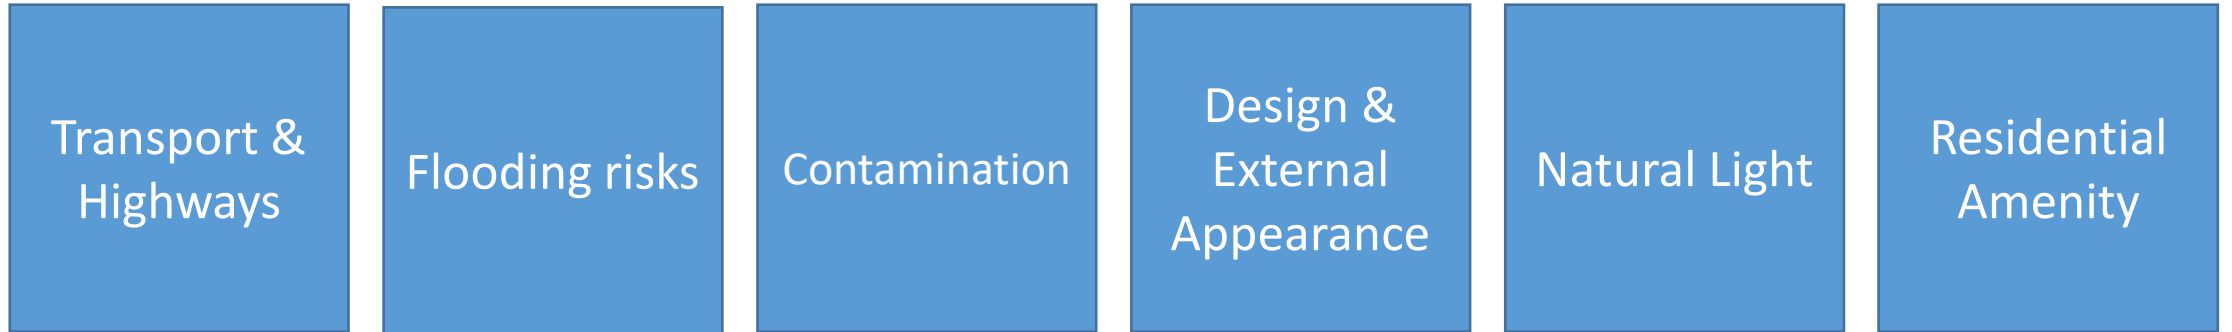 Transport &
Highways
Flooding risks
Contamination
Design &
External
Appearance
Natural Light
Residential
Amenity